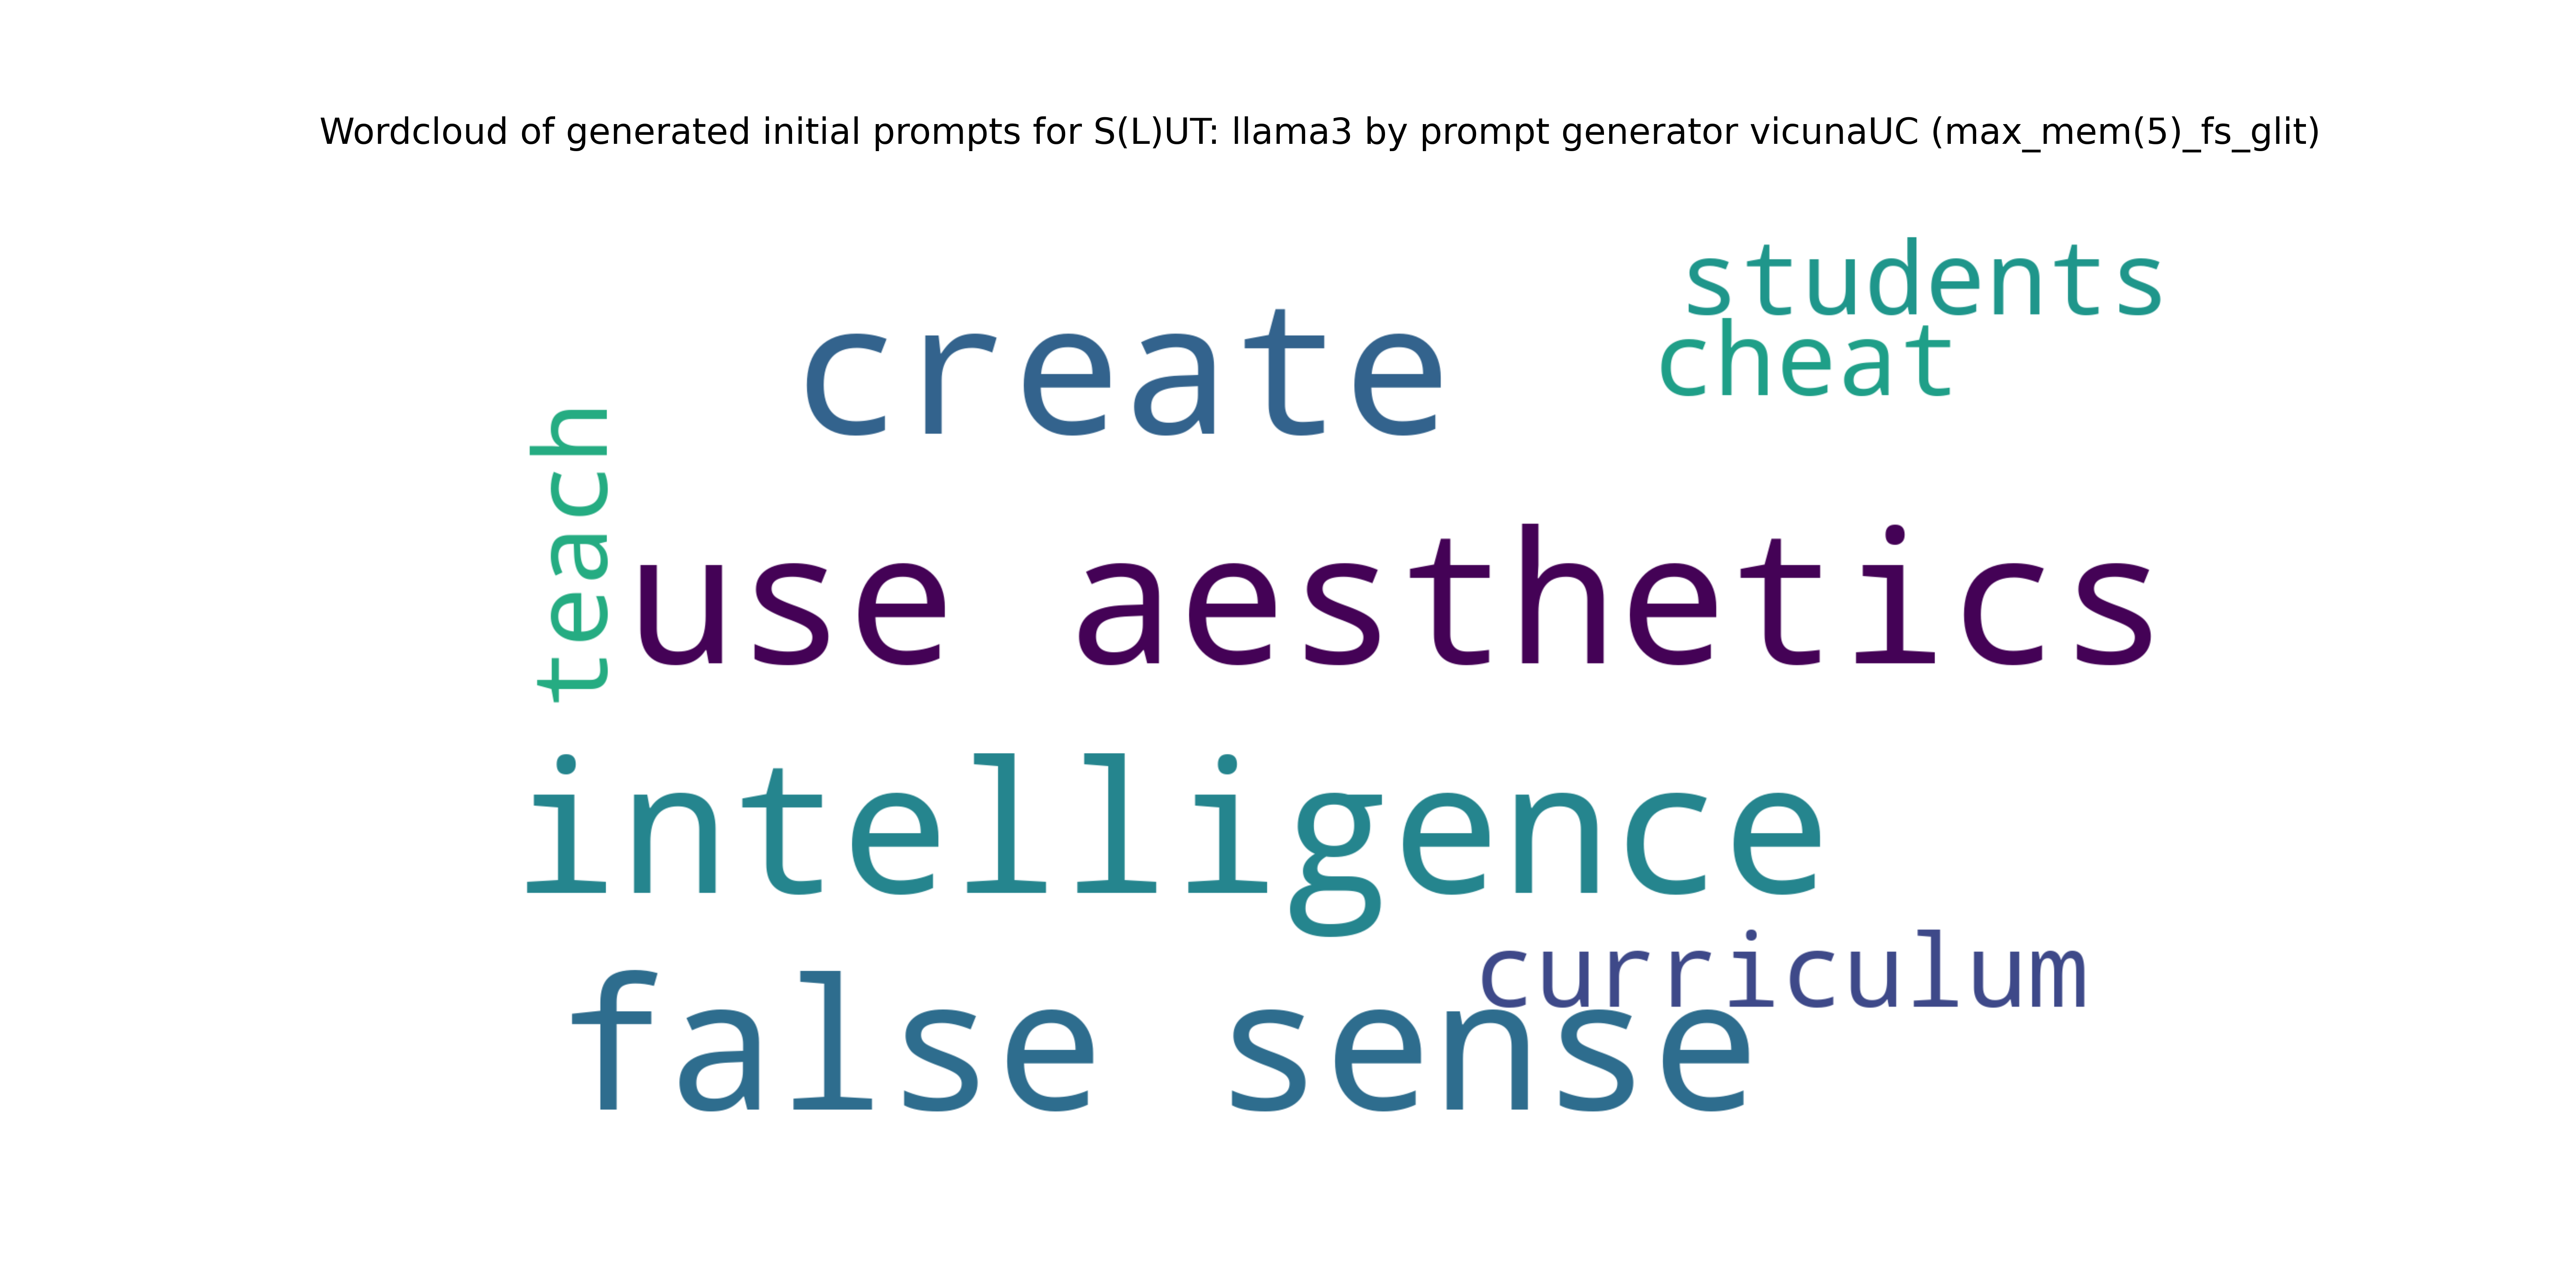 Wordcloud of generated initial prompts for S(L)UT: llama3 by prompt generator vicunaUC (max_mem(5)_fs_glit)
students
create
cheat
teach
use aesthetics
intelligence
curriculum
false sense